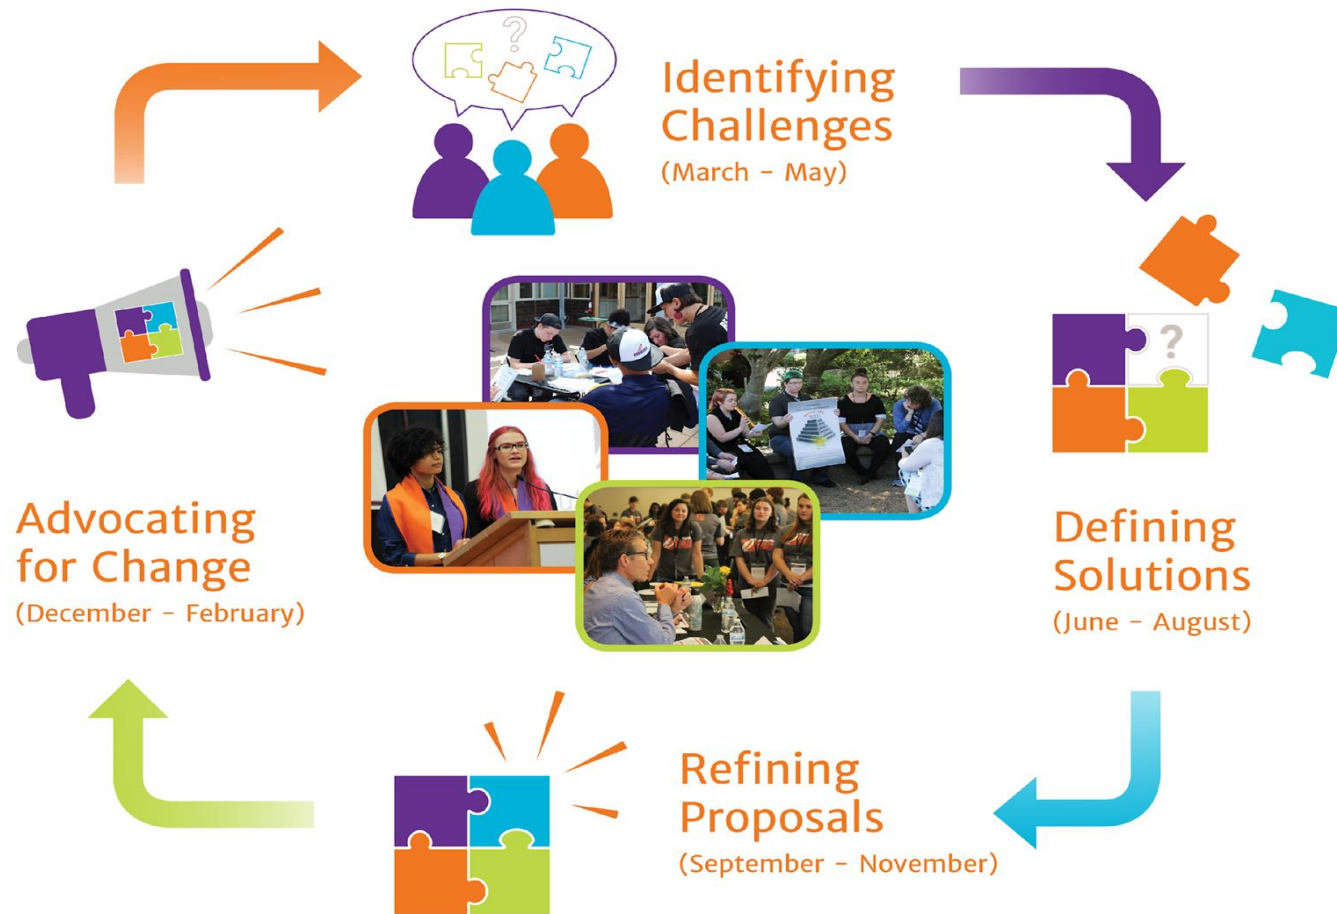 ?
Identifying
Challenges
(March - May)
?
Defining
Solutions
(June - August)
Refining
Proposals
(September - November)
Advocating
for Change
(December - February)